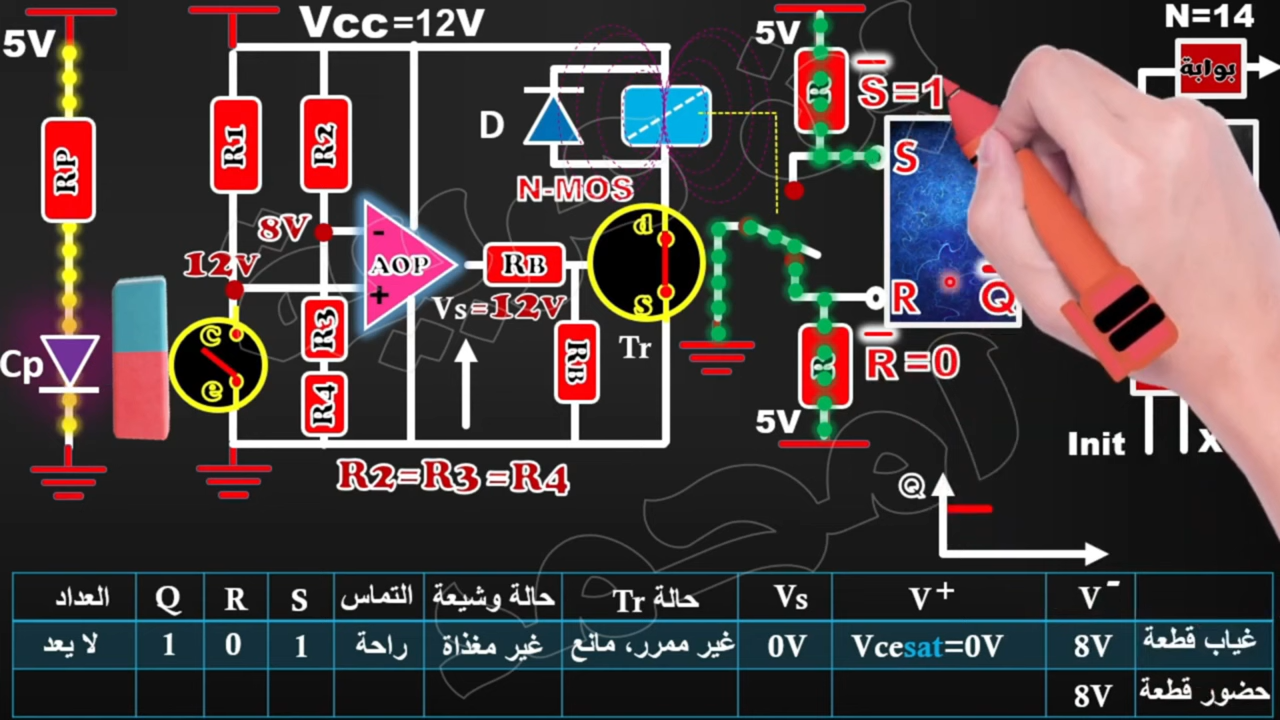 5V
Vcc=12V
5V
N=14
بوابة
RP
R1
R2
D
R
S=1
N-MOS
S
8V
12V
-
AOP
+
RB
d
s
Vs=12V
R
Q
Cp
c
e
R3
R4
RB
Tr
R
R=0
5V
Init
X
R2=R3=R4
Q
العداد Q R S التماس حالة وشيعة حالة Tr Vs V+ V-
لا يعد 1 0 1 راحة غير مغذاة غير ممرر، مانع 0V Vcesat=0V 8V غياب قطعة
8V حضور قطعة